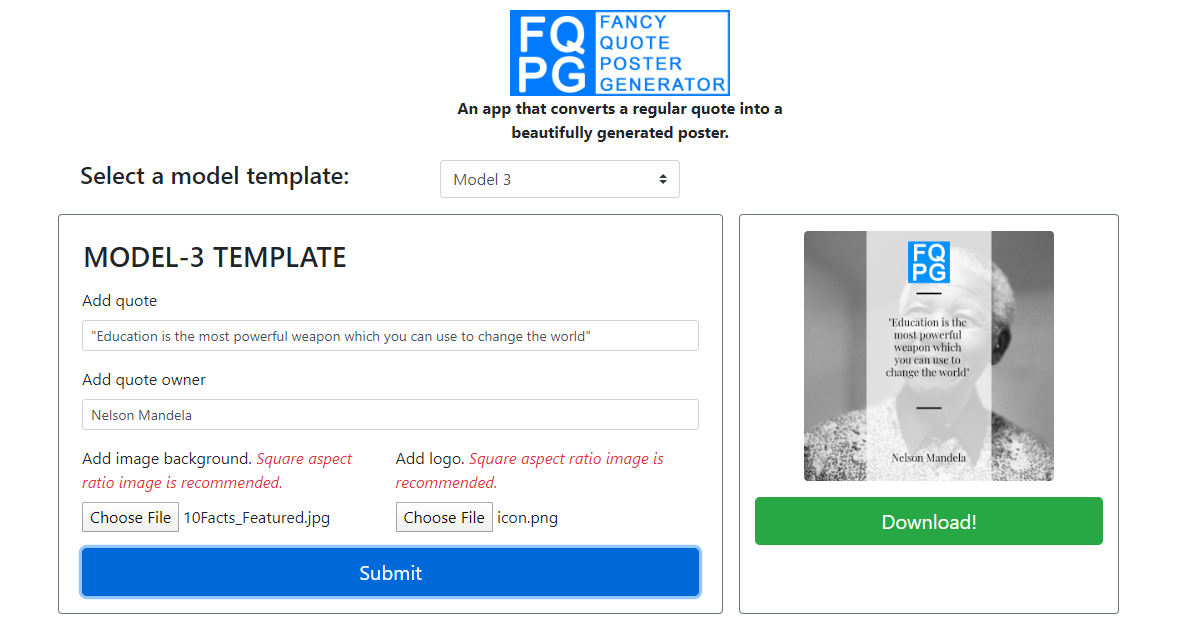 FQ
PG
FANCY
QUOTE
POSTER
GENERATOR
An app that converts a regular quote into a
beautifully generated poster.
Select a model template:
Model 3
MODEL-3 TEMPLATE
Add quote
"Education is the most powerful weapon which you can use to change the world"
Add quote owner
Nelson Mandela
Add image background. Square aspect
ratio image is recommended.
Choose File 10Facts_Featured.jpg
Add logo. Square aspect ratio image is
recommended.
Choose File icon.png
Submit
FQ
PG
"Education is the
most powerful
weapon which
you can use to
change the world"
Nelson Mandela
Download!